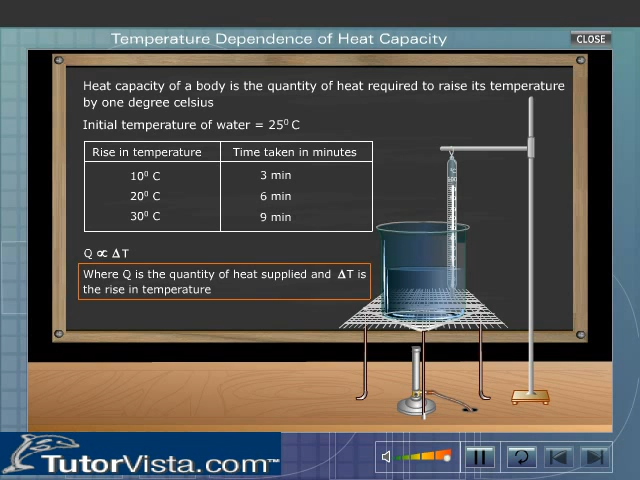 Temperature Dependence of Heat Capacity
CLOSE
Heat capacity of a body is the quantity of heat required to raise its temperature
by one degree celsius
Initial temperature of water = 25⁰ C
Rise in temperature Time taken in minutes
10⁰ C 3 min
20⁰ C 6 min
30⁰ C 9 min
Q ∝ ΔT
Where Q is the quantity of heat supplied and ΔT is
the rise in temperature
TutorVista.com™